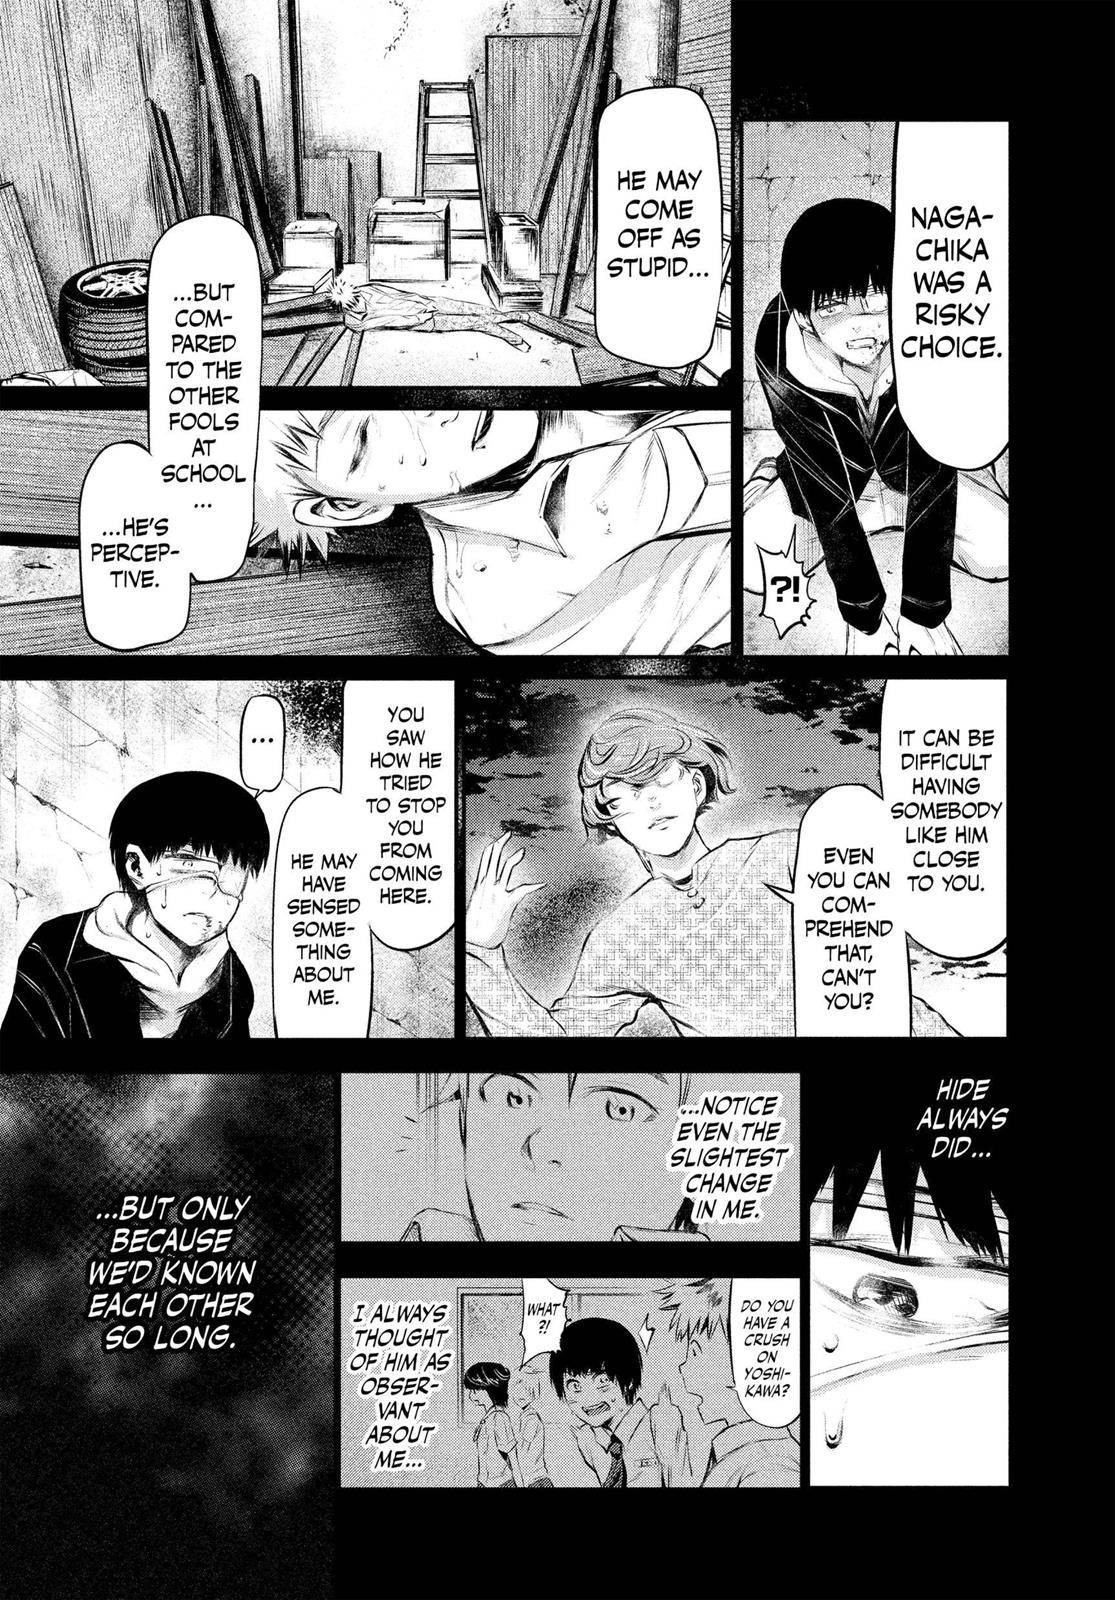 NAGA-
CHIKA
WAS A
RISKY
CHOICE.
?!
HE MAY
COME
OFF AS
STUPID...
...BUT
COM-
PARED
TO THE
OTHER
FOOLS
AT
SCHOOL
...
...HE'S
PERCEP-
TIVE.
IT CAN BE
DIFFICULT
HAVING
SOMEBODY
LIKE HIM
CLOSE
TO YOU.
EVEN
YOU CAN
COM-
PREHEND
THAT,
CAN'T
YOU?
YOU
SAW
HOW HE
TRIED
TO STOP
YOU
FROM
COMING
HERE.
HE MAY
HAVE
SENSED
SOME-
THING
ABOUT
ME.
...
HIDE
ALWAYS
DID...
...NOTICE
EVEN THE
SLIGHTEST
CHANGE
IN ME.
DO YOU
HAVE A
CRUSH
ON
YOSHI-
KAWA?
WHAT
?!
I ALWAYS
THOUGHT
OF HIM AS
OBSER-
VANT
ABOUT
ME...
...BUT ONLY
BECAUSE
WE'D KNOWN
EACH OTHER
SO LONG.